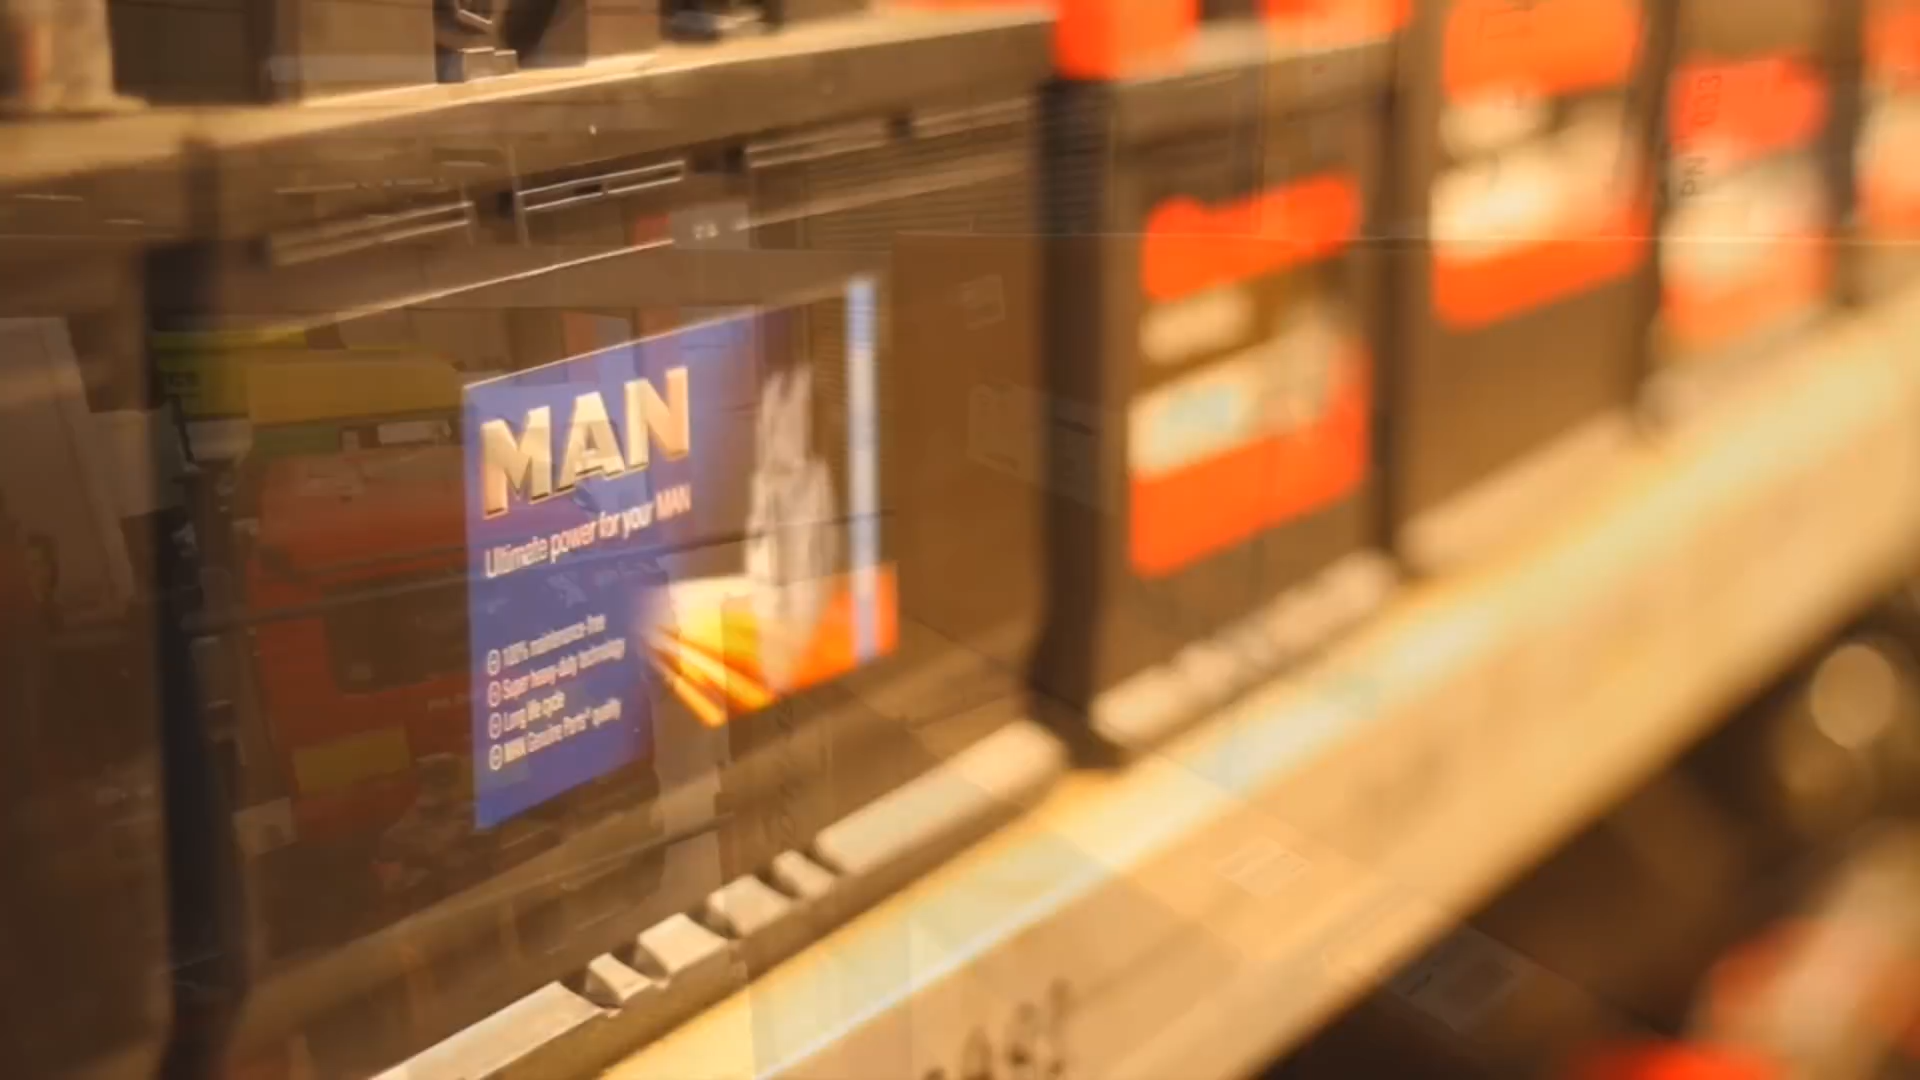 MAN
Ultimate power for your MAN
100% maintenance-free
Super heavy-duty technology
Long life cycle
MAN Genuine Parts® quality
PN